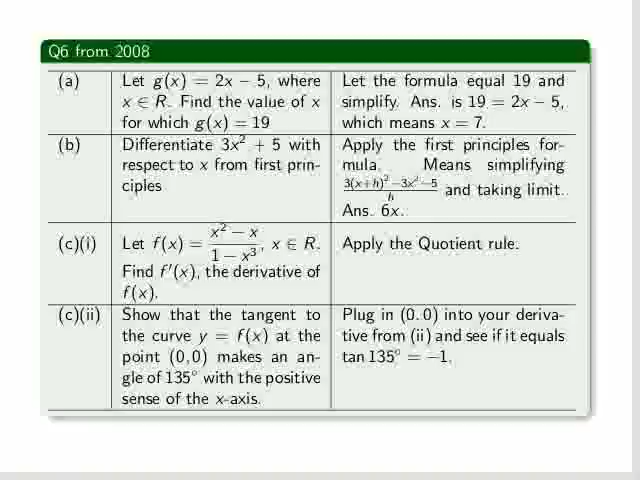 Q6 from 2008
(a) Let g(x) = 2x − 5, where Let the formula equal 19 and
x ∈ R. Find the value of x simplify. Ans. is 19 = 2x − 5,
for which g(x) = 19 which means x = 7.
(b) Differentiate 3x² + 5 with Apply the first principles for-
respect to x from first prin- mula. Means simplifying
ciples 3(x+h)²−3x²−5/h and taking limit.
Ans. 6x.
(c)(i) Let f(x) = x² − x/1 − x³, x ∈ R. Apply the Quotient rule.
Find f′(x), the derivative of
f(x).
(c)(ii) Show that the tangent to Plug in (0.0) into your deriva-
the curve y = f(x) at the tive from (ii) and see if it equals
point (0,0) makes an an- tan 135° = −1.
gle of 135° with the positive
sense of the x-axis.